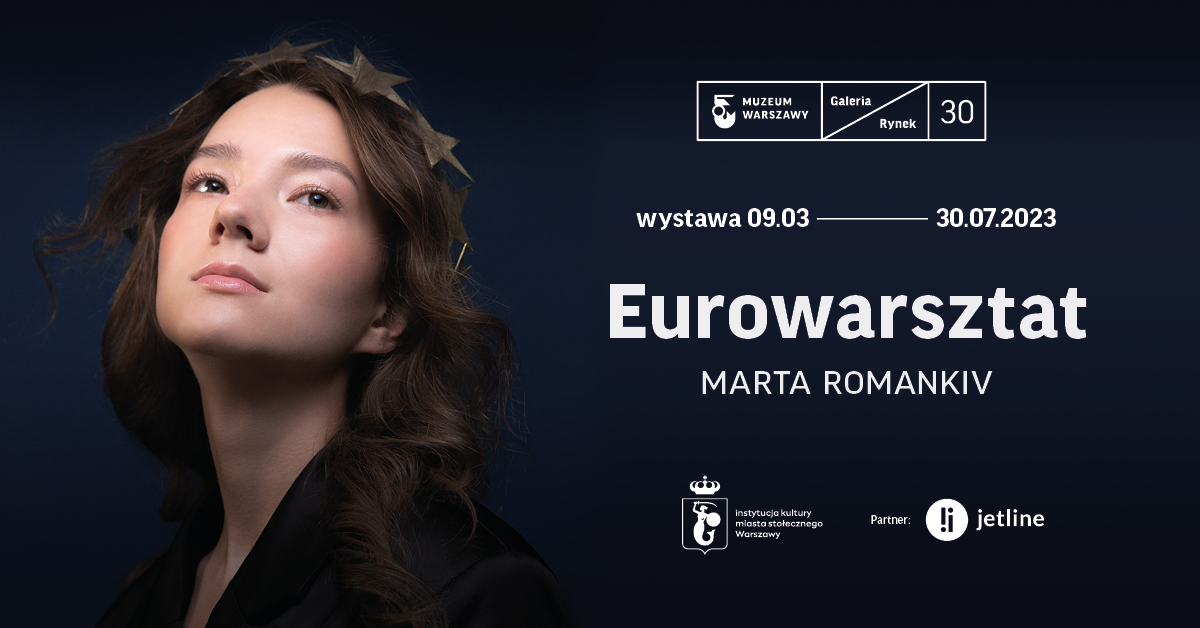 MUZEUM
WARSZAWY
Galeria
Rynek
30
wystawa 09.03 — 30.07.2023
Eurowarsztat
MARTA ROMANKIV
instytucja kultury
miasta stołecznego
Warszawy
Partner:
!j jetline